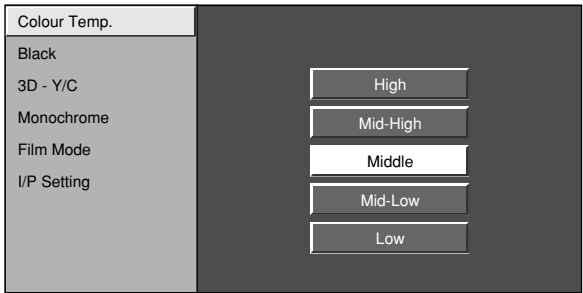 Colour Temp.
Black
3D - Y/C
Monochrome
Film Mode
I/P Setting
High
Mid-High
Middle
Mid-Low
Low